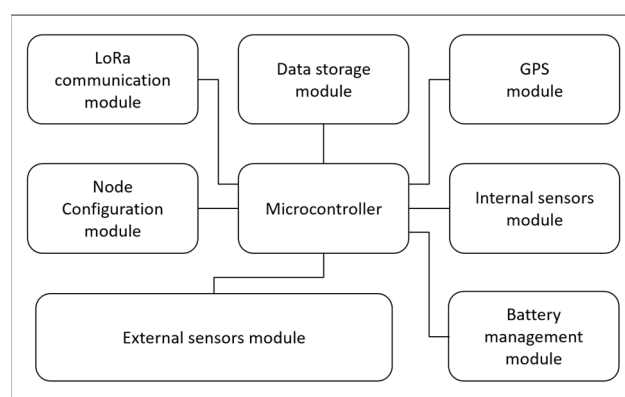 LoRa
communication
module
Data storage
module
GPS
module
Node
Configuration
module
Microcontroller
Internal sensors
module
External sensors module
Battery
management
module